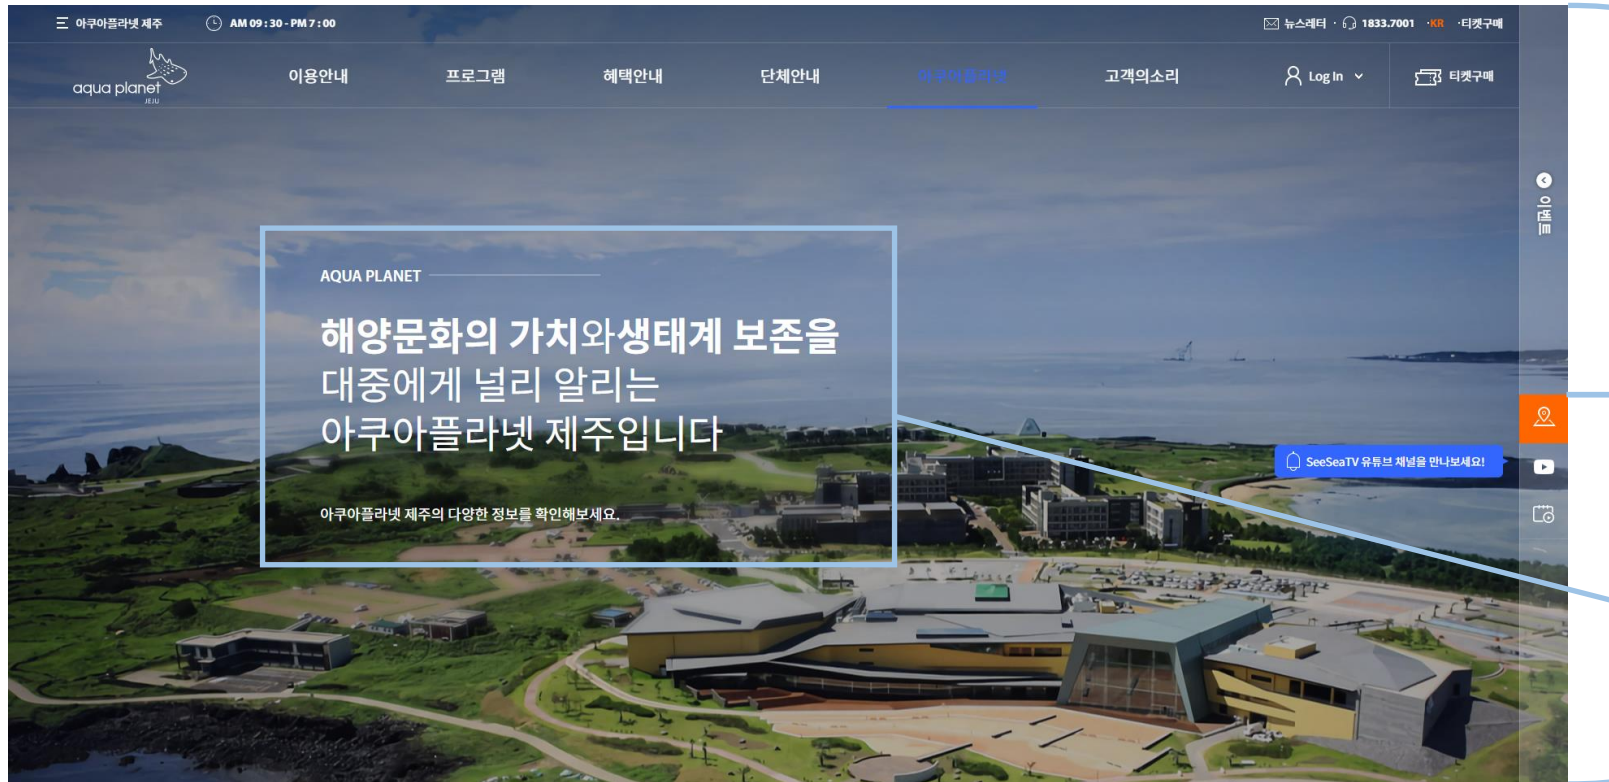 아쿠아플라넷 제주
AM 09 : 30 - PM 7 : 00
뉴스레터 · 1833.7001 ·KR ·티켓구매
aqua planet
JEJU
이용안내
프로그램
혜택안내
단체안내
아쿠아플라넷
고객의소리
Log In
티켓구매
이벤트
AQUA PLANET
해양문화의 가치와생태계 보존을
대중에게 널리 알리는
아쿠아플라넷 제주입니다
SeeSeaTV 유튜브 채널을 만나보세요!
아쿠아플라넷 제주의 다양한 정보를 확인해보세요.